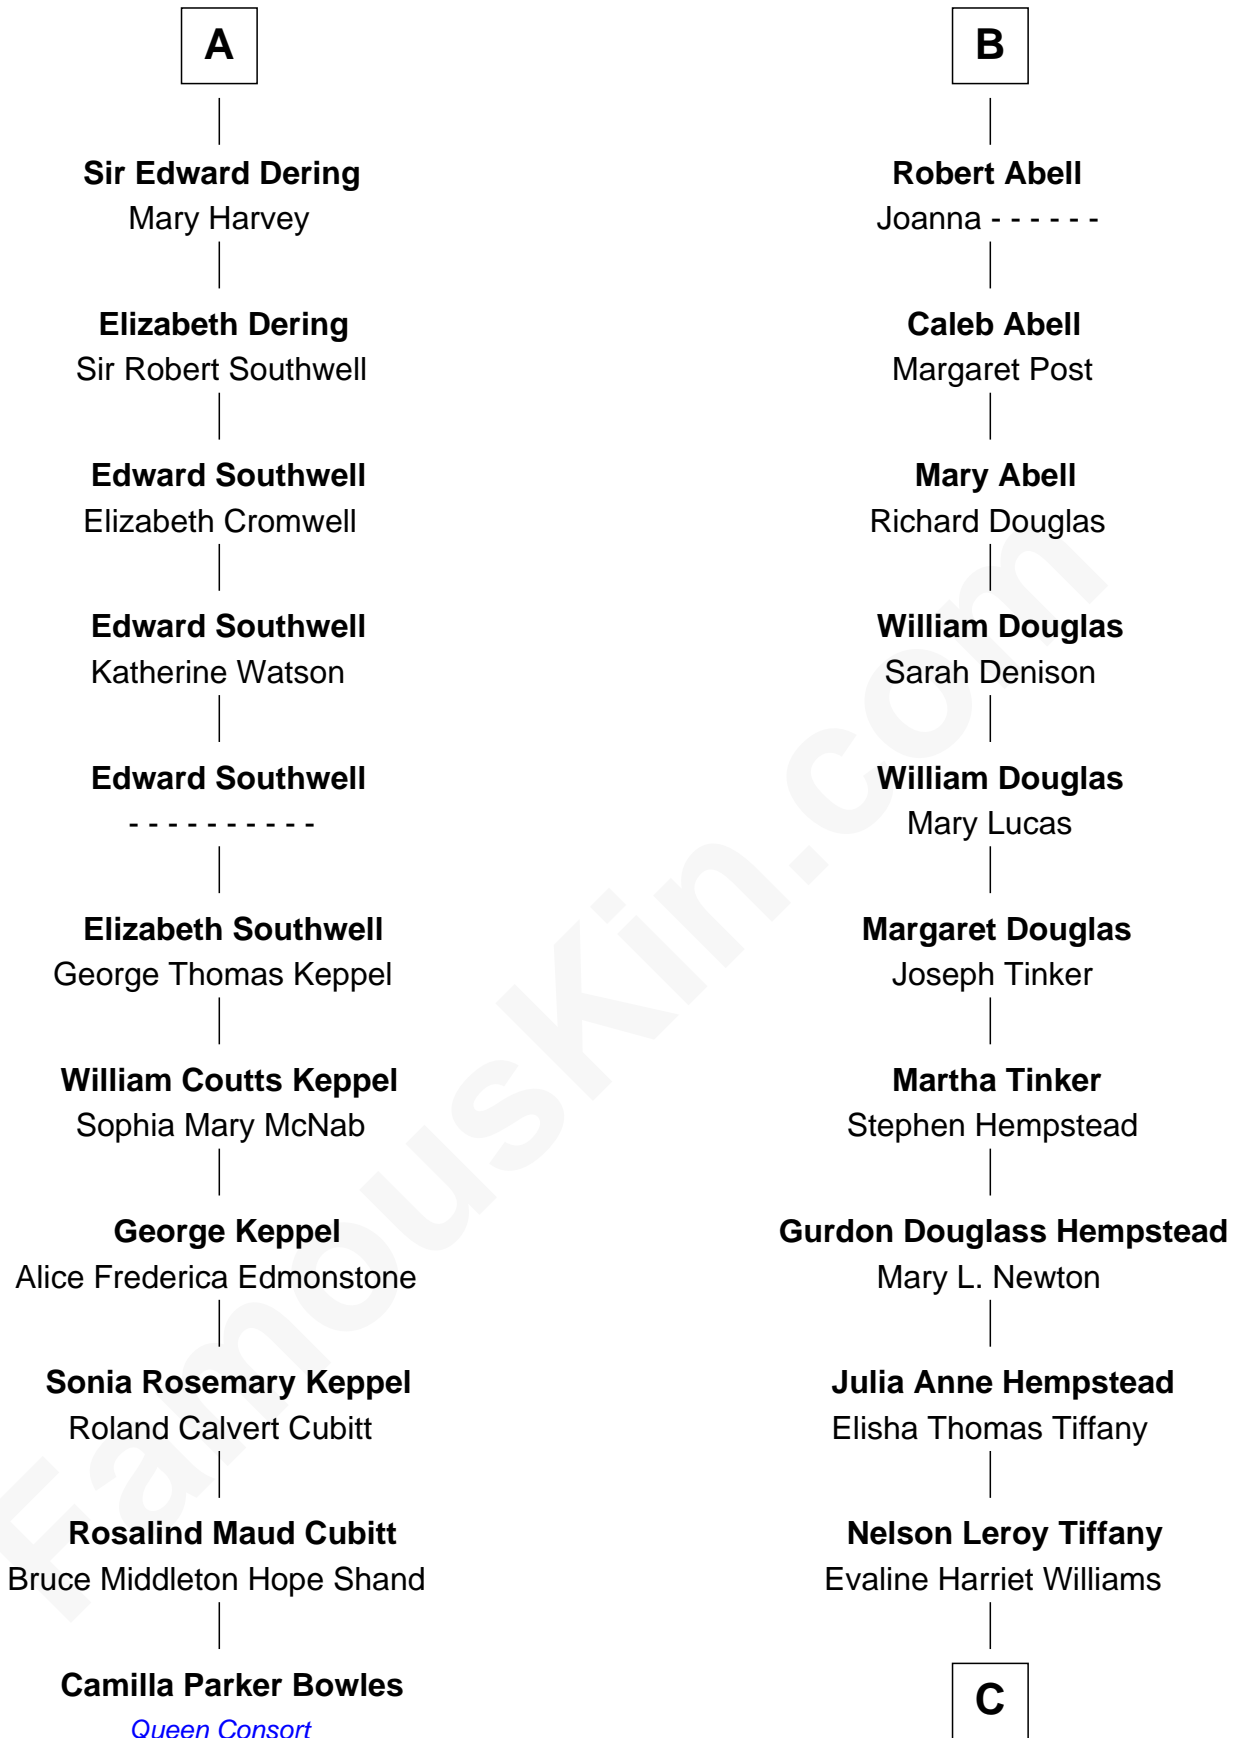 A
Sir Edward Dering
Mary Harvey
Elizabeth Dering
Sir Robert Southwell
Edward Southwell
Elizabeth Cromwell
Edward Southwell
Katherine Watson
Edward Southwell
- - - - - - - - - -
Elizabeth Southwell
George Thomas Keppel
William Coutts Keppel
Sophia Mary McNab
George Keppel
Alice Frederica Edmonstone
Sonia Rosemary Keppel
Roland Calvert Cubitt
Rosalind Maud Cubitt
Bruce Middleton Hope Shand
Camilla Parker Bowles
Queen Consort
B
Robert Abell
Joanna - - - - - -
Caleb Abell
Margaret Post
Mary Abell
Richard Douglas
William Douglas
Sarah Denison
William Douglas
Mary Lucas
Margaret Douglas
Joseph Tinker
Martha Tinker
Stephen Hempstead
Gurdon Douglass Hempstead
Mary L. Newton
Julia Anne Hempstead
Elisha Thomas Tiffany
Nelson Leroy Tiffany
Evaline Harriet Williams
C
FamousKin.com